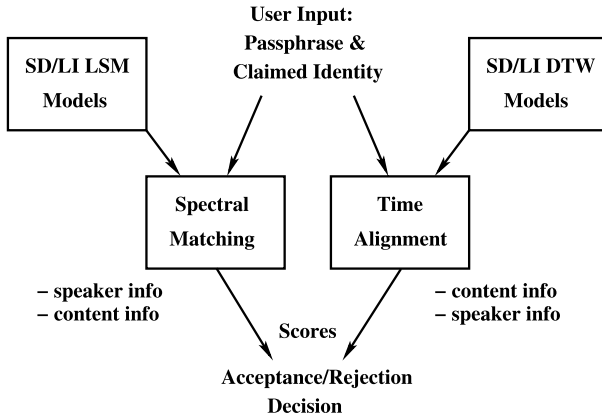 User Input:
Passphrase &
Claimed Identity
SD/LI LSM
Models
SD/LI DTW
Models
Spectral
Matching
Time
Alignment
– speaker info
– content info
– content info
– speaker info
Scores
Acceptance/Rejection
Decision